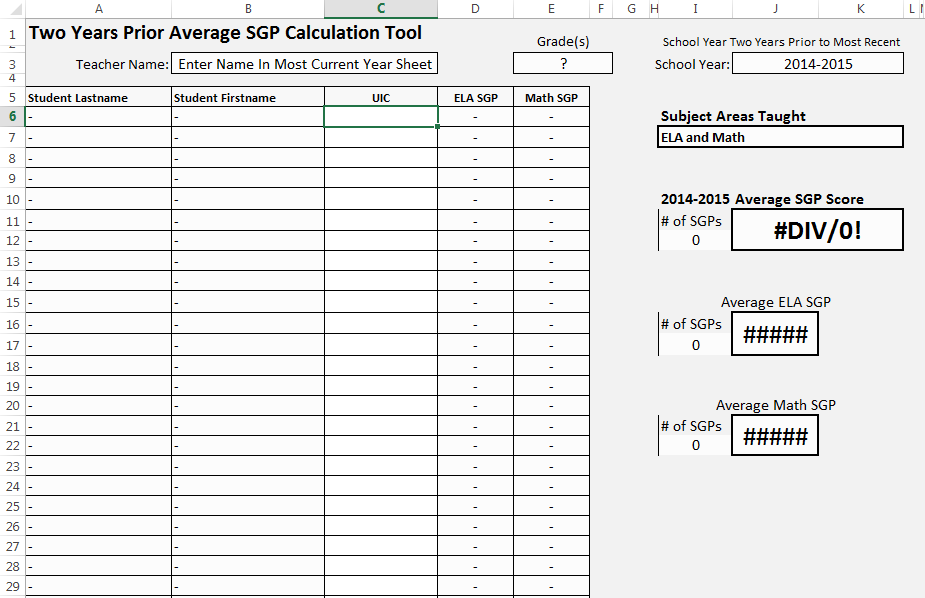 A B C D E F G H I J K L
1 Two Years Prior Average SGP Calculation Tool Grade(s) School Year Two Years Prior to Most Recent
3 Teacher Name: Enter Name In Most Current Year Sheet ? School Year: 2014-2015
4
5 Student Lastname Student Firstname UIC ELA SGP Math SGP
6 - - - - Subject Areas Taught
7 - - - - ELA and Math
8 - - - -
9 - - - -
10 - - - - 2014-2015 Average SGP Score
11 - - - - # of SGPs #DIV/0!
12 - - - - 0
13 - - - -
14 - - - -
15 - - - - Average ELA SGP
16 - - - - # of SGPs #####
17 - - - - 0
18 - - - -
19 - - - -
20 - - - - Average Math SGP
21 - - - - # of SGPs #####
22 - - - - 0
23 - - - -
24 - - - -
25 - - - -
26 - - - -
27 - - - -
28 - - - -
29 - - - -